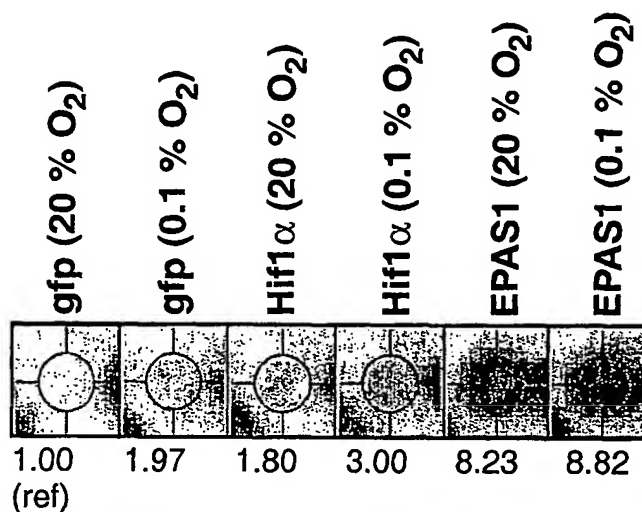 gfp (20 % O₂)
gfp (0.1 % O₂)
Hif1α (20 % O₂)
Hif1α (0.1 % O₂)
EPAS1 (20 % O₂)
EPAS1 (0.1 % O₂)
1.00 1.97 1.80 3.00 8.23 8.82
(ref)